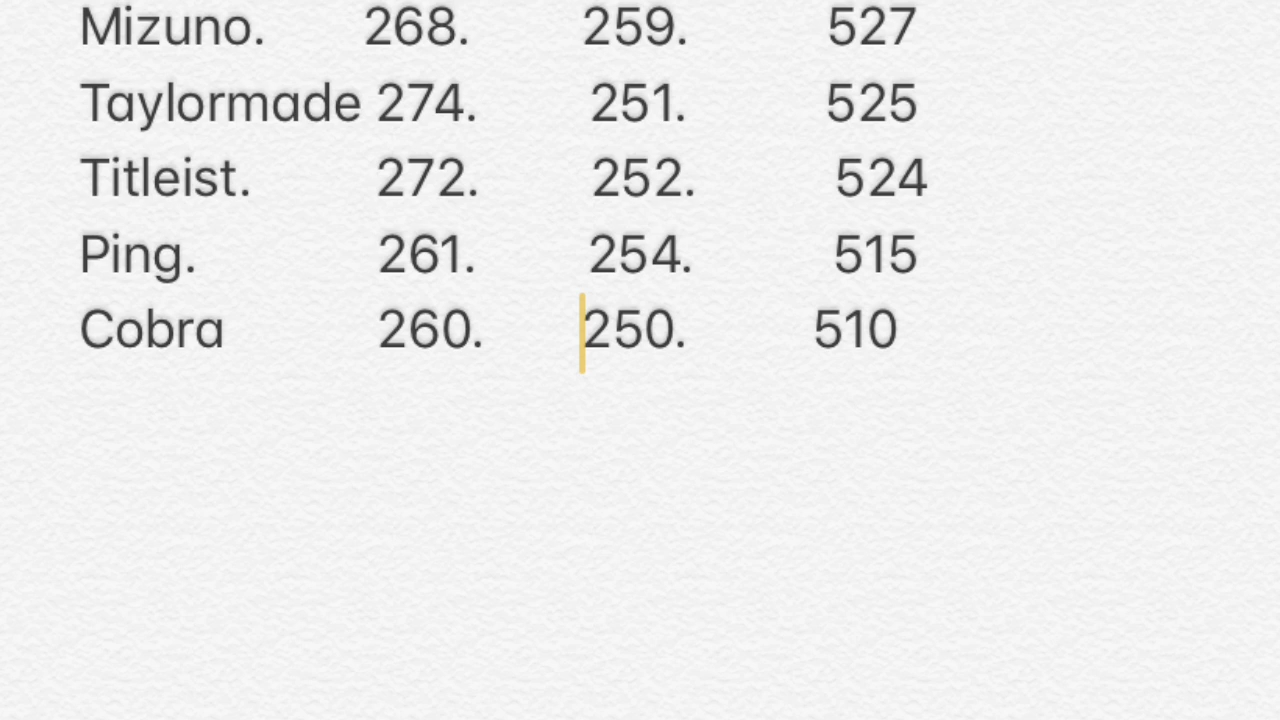 Mizuno. 268. 259. 527
Taylormade 274. 251. 525
Titleist. 272. 252. 524
Ping. 261. 254. 515
Cobra 260. 250. 510